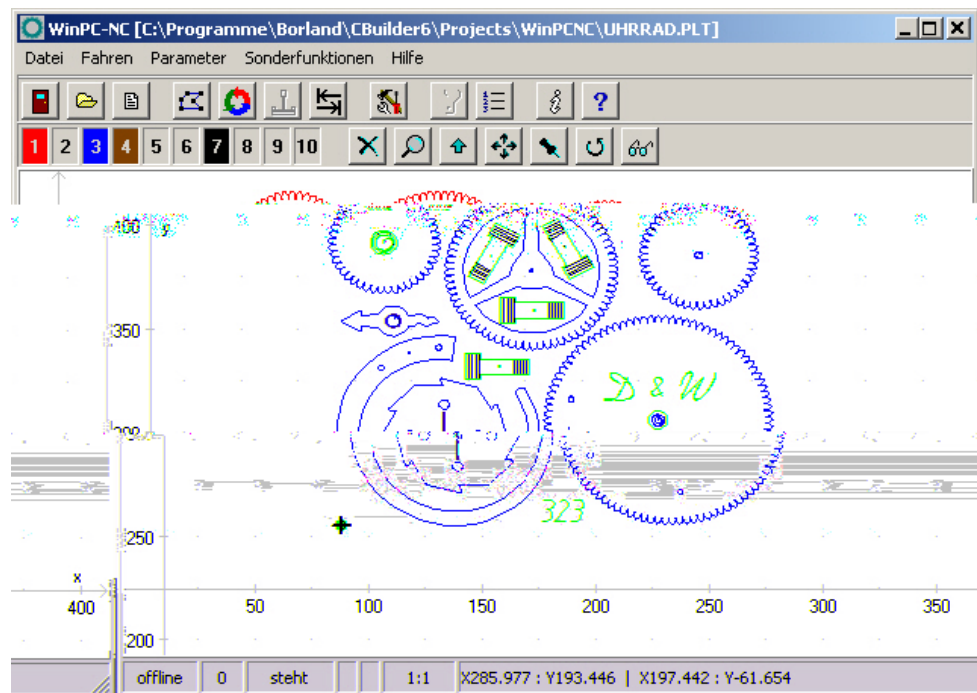 WinPC-NC [C:\Programme\Borland\CBuilder6\Projects\WinPCNC\UHRRAD.PLT]
Datei Fahren Parameter Sonderfunktionen Hilfe
?
1 2 3 4 5 6 7 8 9 10
400 y
350
D & W
300
323
250
x
400 50 100 150 200 250 300 350
200
offline 0 steht 1:1 X285.977 : Y193.446 | X197.442 : Y-61.654